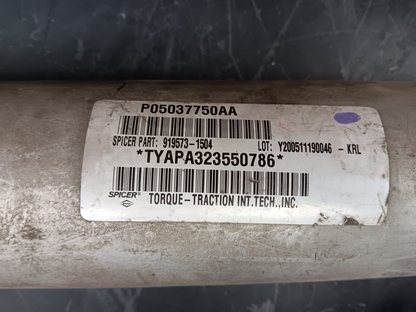 P05037750AA
SPICER PART: 919573-1504 LOT: Y200511190046 - KRL
*TYAPA323550786*
SPICER® TORQUE-TRACTION INT.TECH.,INC.